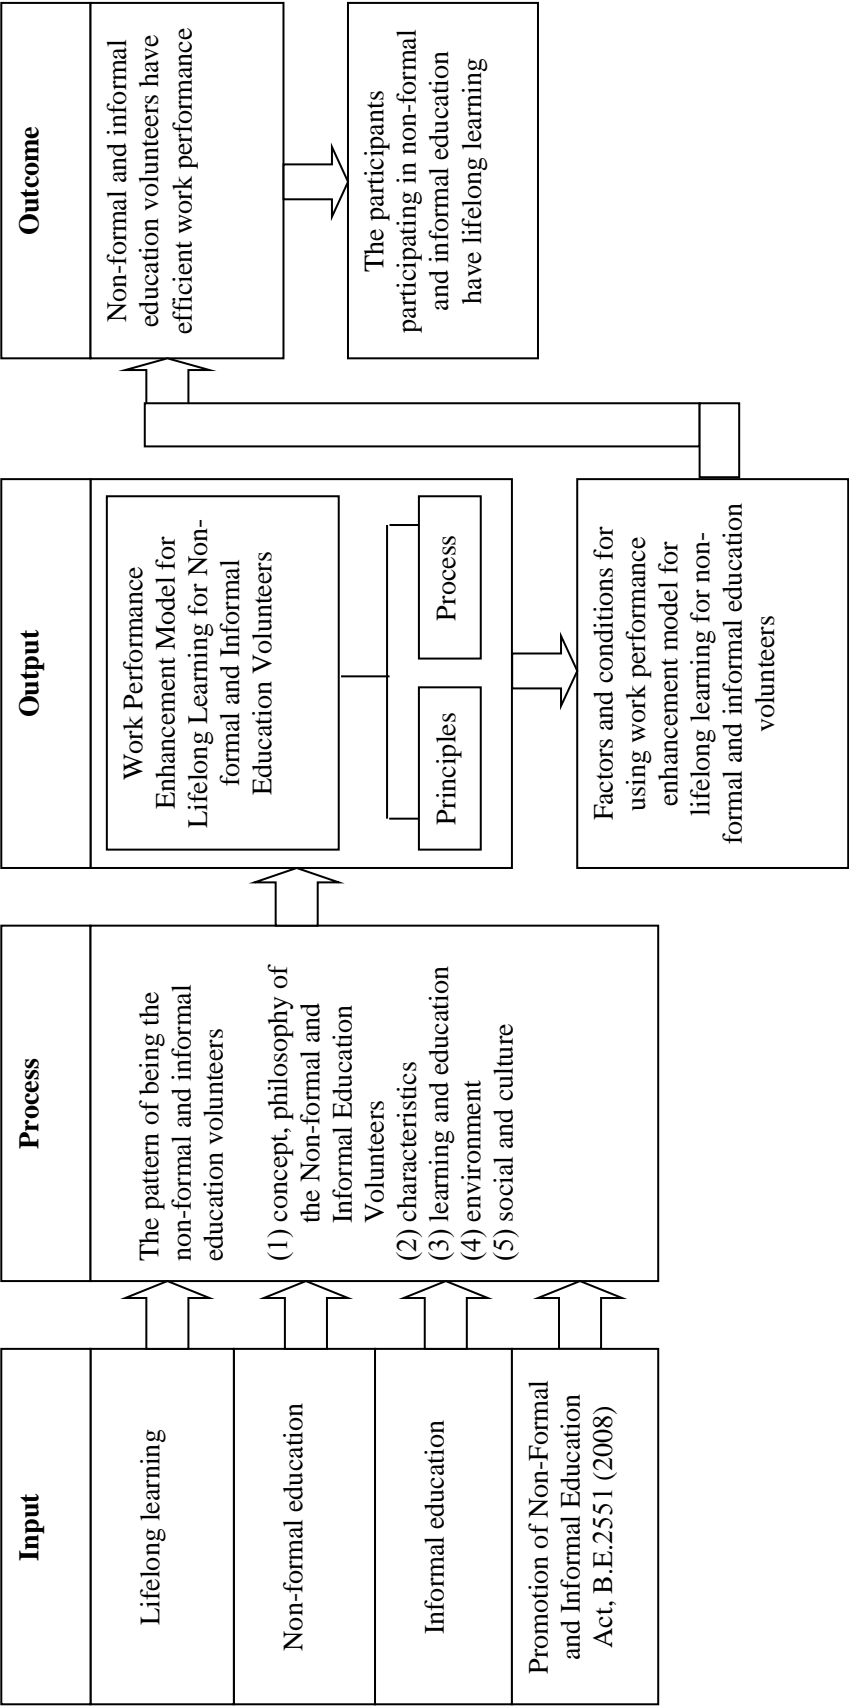 Input
Lifelong learning
Non-formal education
Informal education
Promotion of Non-Formal
and Informal Education
Act, B.E.2551 (2008)
Process
The pattern of being the
non-formal and informal
education volunteers
(1) concept, philosophy of
the Non-formal and
Informal Education
Volunteers
(2) characteristics
(3) learning and education
(4) environment
(5) social and culture
Output
Work Performance
Enhancement Model for
Lifelong Learning for Non-
formal and Informal
Education Volunteers
Principles
Process
Factors and conditions for
using work performance
enhancement model for
lifelong learning for non-
formal and informal education
volunteers
Outcome
Non-formal and informal
education volunteers have
efficient work performance
The participants
participating in non-formal
and informal education
have lifelong learning